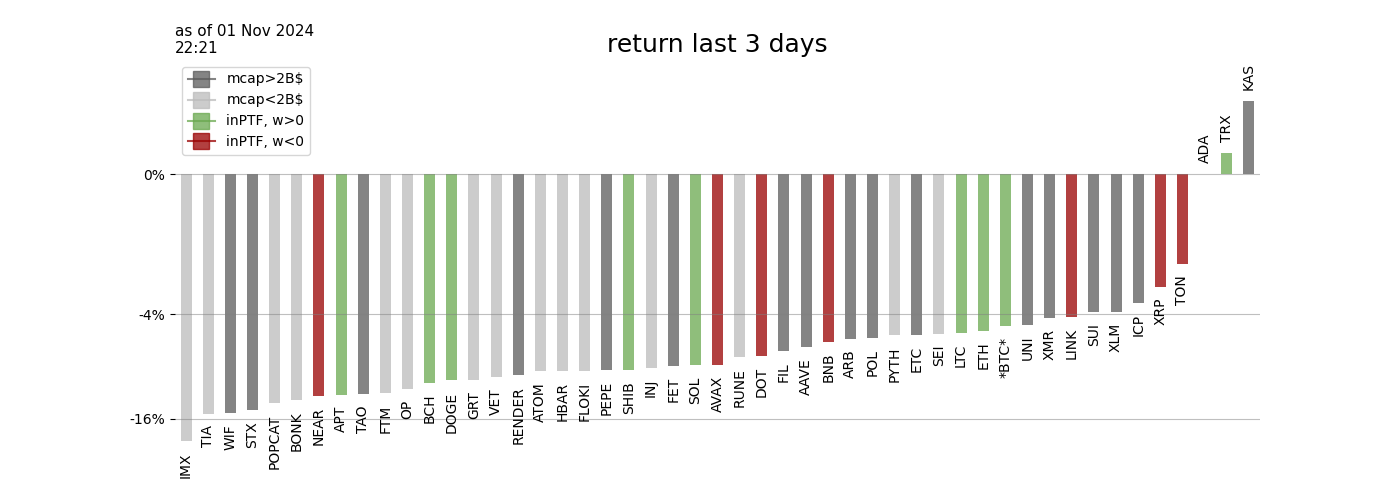 as of 01 Nov 2024
22:21
return last 3 days
mcap>2B$
mcap<2B$
inPTF, w>0
inPTF, w<0
0%
-4%
-16%
IMX
TIA
WIF
STX
POPCAT
BONK
NEAR
APT
TAO
FTM
OP
BCH
DOGE
GRT
VET
RENDER
ATOM
HBAR
FLOKI
PEPE
SHIB
INJ
FET
SOL
AVAX
RUNE
DOT
FIL
AAVE
BNB
ARB
POL
PYTH
ETC
SEI
LTC
ETH
*BTC*
UNI
XMR
LINK
SUI
XLM
ICP
XRP
TON
ADA
TRX
KAS